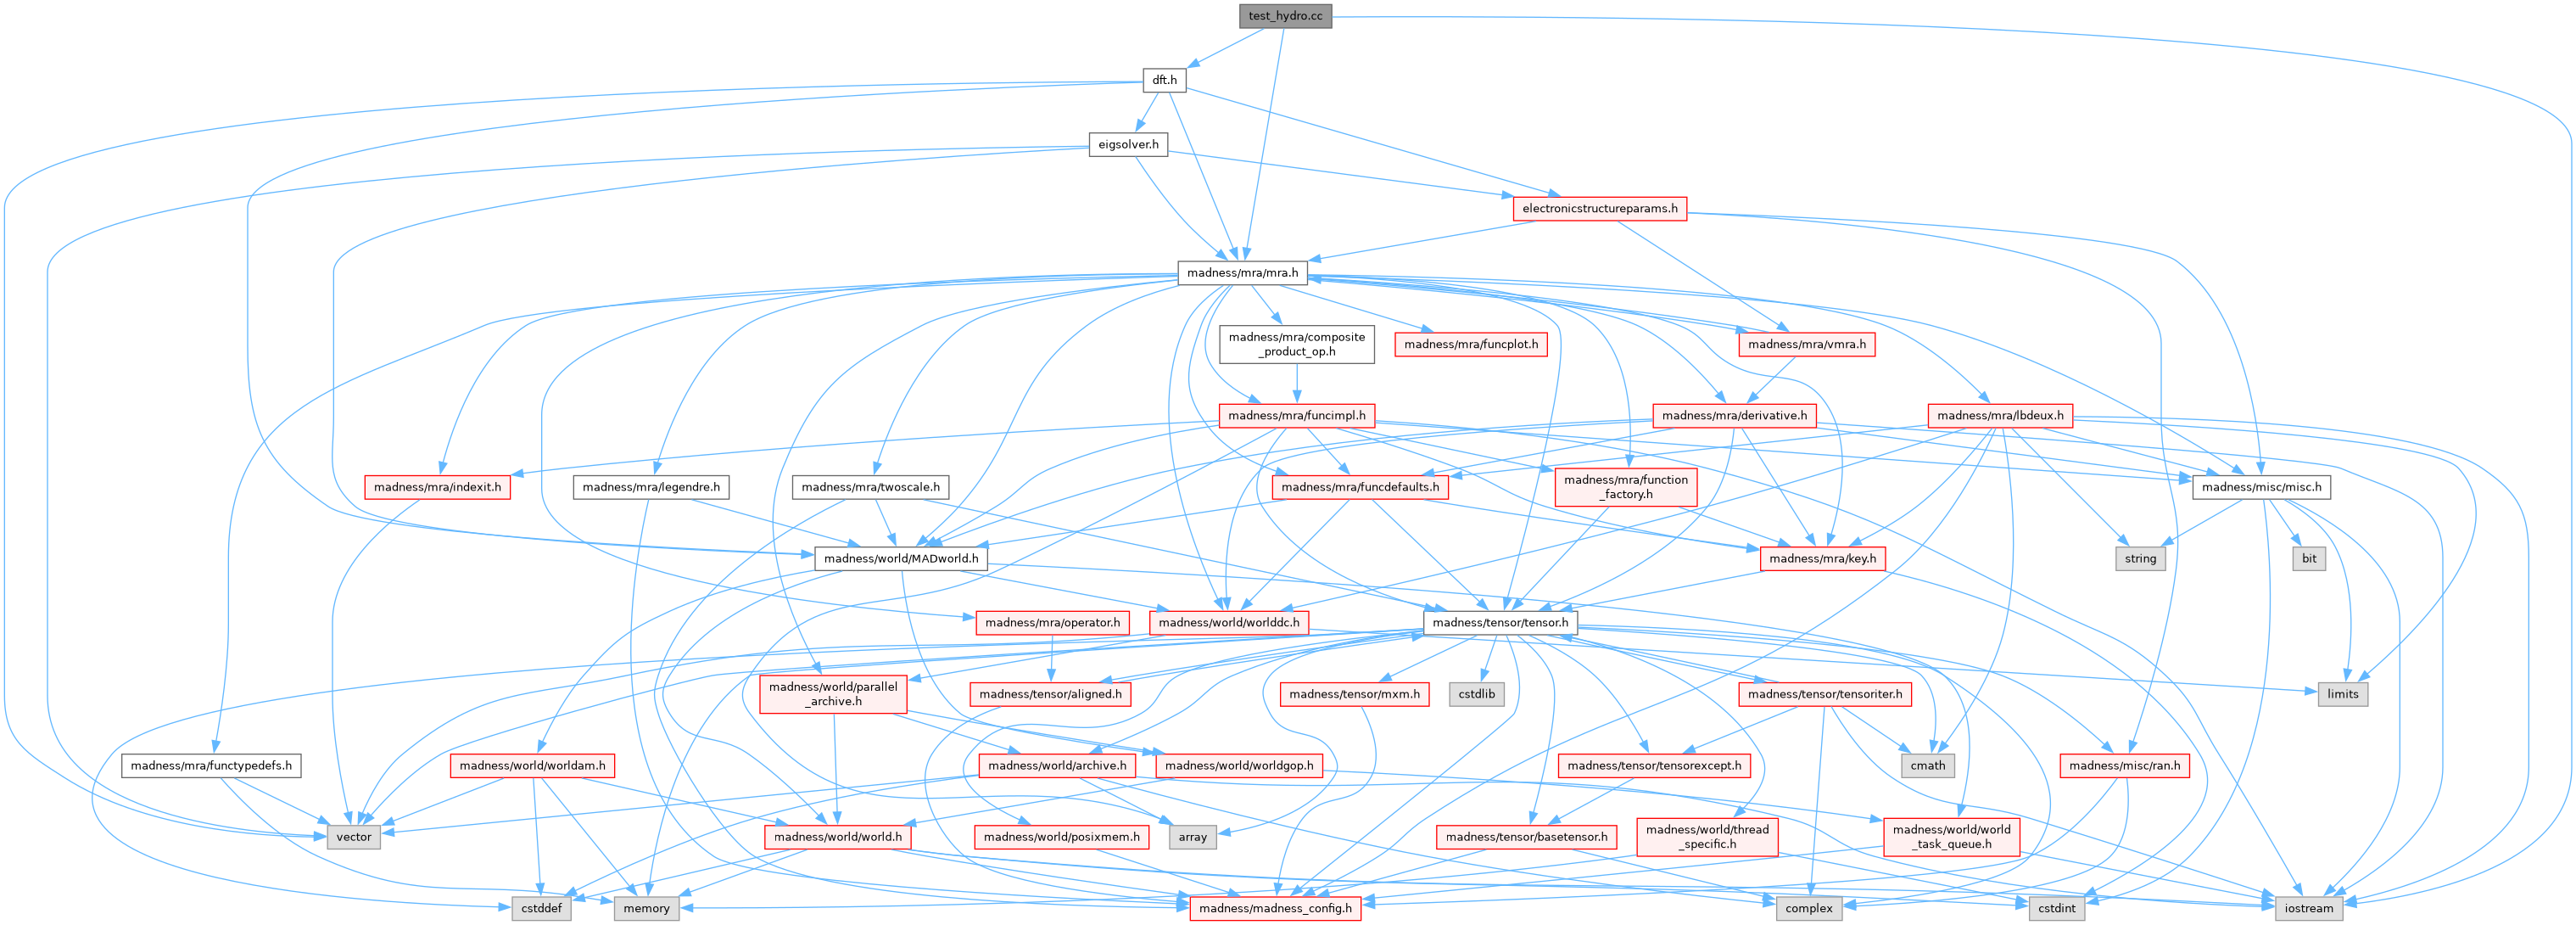 test_hydro.cc
dft.h
eigsolver.h
electronicstructureparams.h
madness/mra/mra.h
madness/mra/composite
_product_op.h
madness/mra/funcplot.h
madness/mra/vmra.h
madness/mra/funcimpl.h
madness/mra/derivative.h
madness/mra/lbdeux.h
madness/mra/indexit.h
madness/mra/legendre.h
madness/mra/twoscale.h
madness/mra/funcdefaults.h
madness/mra/function
_factory.h
madness/misc/misc.h
madness/world/MADworld.h
madness/mra/key.h
string
bit
madness/mra/operator.h
madness/world/worlddc.h
madness/tensor/tensor.h
madness/world/parallel
_archive.h
madness/tensor/aligned.h
madness/tensor/mxm.h
cstdlib
madness/tensor/tensoriter.h
limits
madness/mra/functypedefs.h
madness/world/worldam.h
madness/world/archive.h
madness/world/worldgop.h
madness/tensor/tensorexcept.h
cmath
madness/misc/ran.h
vector
madness/world/world.h
madness/world/posixmem.h
array
madness/tensor/basetensor.h
madness/world/thread
_specific.h
madness/world/world
_task_queue.h
cstddef
memory
madness/madness_config.h
complex
cstdint
iostream